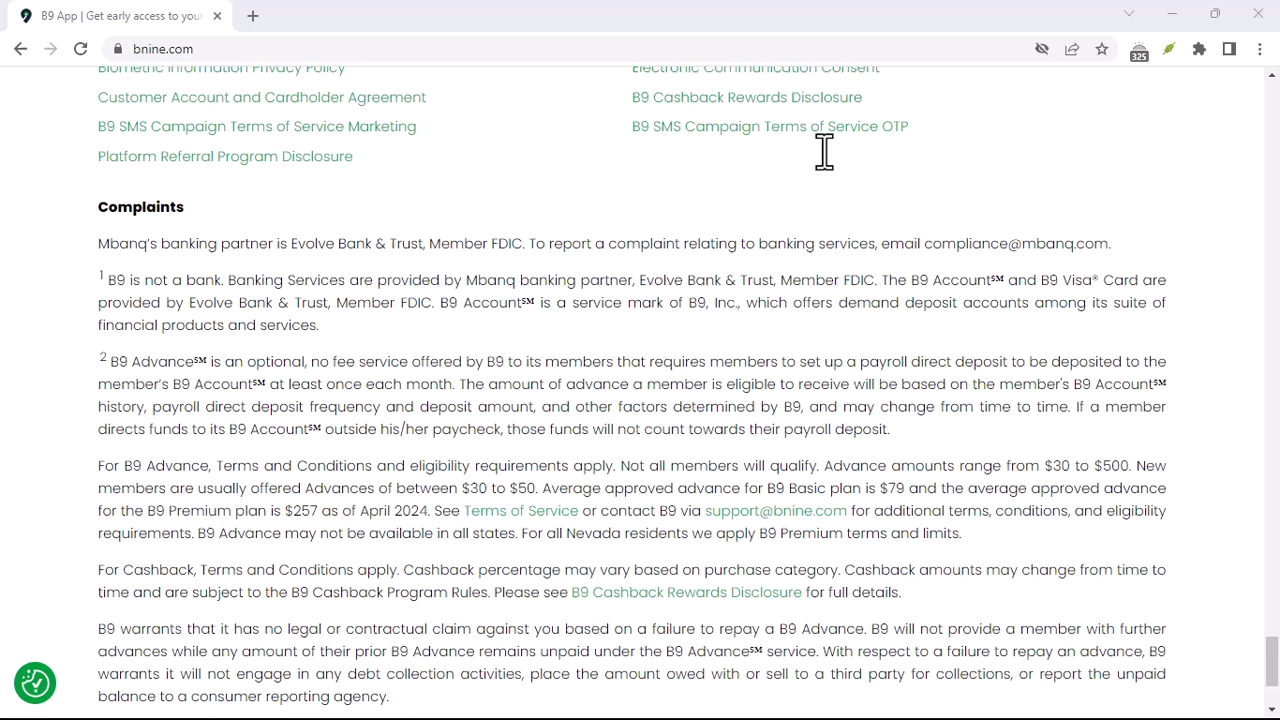 B9 App | Get early access to your
bnine.com
325
Biometric Information Privacy Policy
Electronic Communication Consent
Customer Account and Cardholder Agreement
B9 Cashback Rewards Disclosure
B9 SMS Campaign Terms of Service Marketing
B9 SMS Campaign Terms of Service OTP
Platform Referral Program Disclosure
Complaints
Mbanq's banking partner is Evolve Bank & Trust, Member FDIC. To report a complaint relating to banking services, email compliance@mbanq.com.
1 B9 is not a bank. Banking Services are provided by Mbanq banking partner, Evolve Bank & Trust, Member FDIC. The B9 Account℠ and B9 Visa® Card are
provided by Evolve Bank & Trust, Member FDIC. B9 Account℠ is a service mark of B9, Inc., which offers demand deposit accounts among its suite of
financial products and services.
2 B9 Advance℠ is an optional, no fee service offered by B9 to its members that requires members to set up a payroll direct deposit to be deposited to the
member's B9 Account℠ at least once each month. The amount of advance a member is eligible to receive will be based on the member's B9 Account℠
history, payroll direct deposit frequency and deposit amount, and other factors determined by B9, and may change from time to time. If a member
directs funds to its B9 Account℠ outside his/her paycheck, those funds will not count towards their payroll deposit.
For B9 Advance, Terms and Conditions and eligibility requirements apply. Not all members will qualify. Advance amounts range from $30 to $500. New
members are usually offered Advances of between $30 to $50. Average approved advance for B9 Basic plan is $79 and the average approved advance
for the B9 Premium plan is $257 as of April 2024. See Terms of Service or contact B9 via support@bnine.com for additional terms, conditions, and eligibility
requirements. B9 Advance may not be available in all states. For all Nevada residents we apply B9 Premium terms and limits.
For Cashback, Terms and Conditions apply. Cashback percentage may vary based on purchase category. Cashback amounts may change from time to
time and are subject to the B9 Cashback Program Rules. Please see B9 Cashback Rewards Disclosure for full details.
B9 warrants that it has no legal or contractual claim against you based on a failure to repay a B9 Advance. B9 will not provide a member with further
advances while any amount of their prior B9 Advance remains unpaid under the B9 Advance℠ service. With respect to a failure to repay an advance, B9
warrants it will not engage in any debt collection activities, place the amount owed with or sell to a third party for collections, or report the unpaid
balance to a consumer reporting agency.